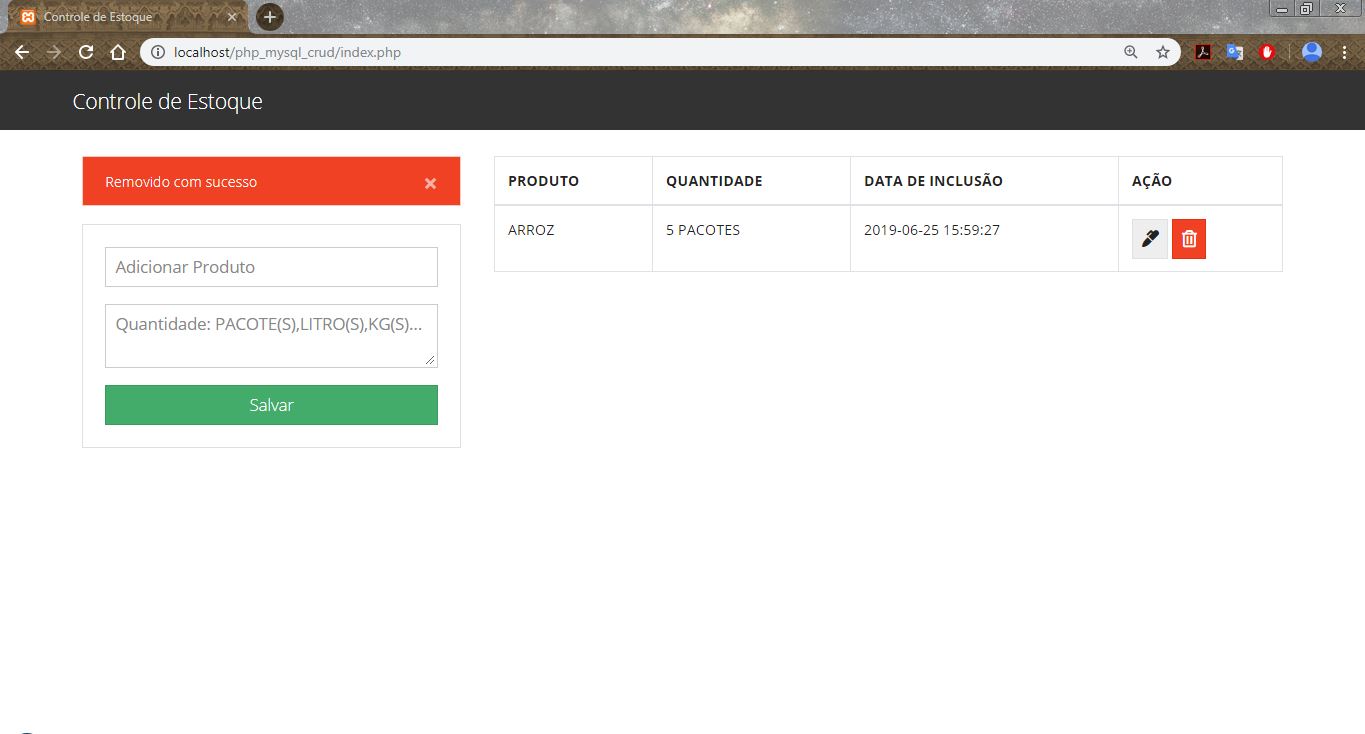 Controle de Estoque
localhost/php_mysql_crud/index.php
Controle de Estoque
Removido com sucesso
Adicionar Produto
Quantidade: PACOTE(S),LITRO(S),KG(S)...
Salvar
PRODUTO QUANTIDADE DATA DE INCLUSÃO AÇÃO
ARROZ 5 PACOTES 2019-06-25 15:59:27